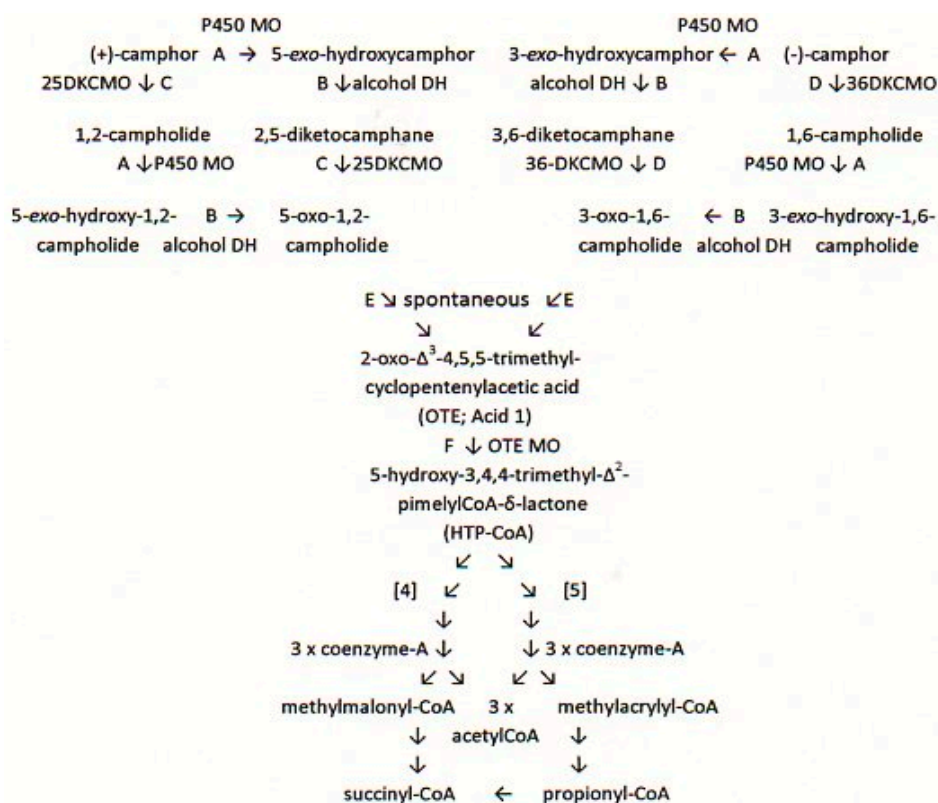 P450 MO P450 MO
(+)-camphor A → 5-exo-hydroxycamphor 3-exo-hydroxycamphor ← A (-)-camphor
25DKCMO ↓ C B ↓alcohol DH alcohol DH ↓ B D ↓36DKCMO
1,2-campholide 2,5-diketocamphane 3,6-diketocamphane 1,6-campholide
A ↓P450 MO C ↓25DKCMO 36-DKCMO ↓ D P450 MO ↓ A
5-exo-hydroxy-1,2- B → 5-oxo-1,2- 3-oxo-1,6- ← B 3-exo-hydroxy-1,6-
campholide alcohol DH campholide campholide alcohol DH campholide
E ↘ spontaneous ↙E
↘ ↙
2-oxo-Δ³-4,5,5-trimethyl-
cyclopentenylacetic acid
(OTE; Acid 1)
F ↓ OTE MO
5-hydroxy-3,4,4-trimethyl-Δ²-
pimelylCoA-δ-lactone
(HTP-CoA)
↙ ↘
[4] ↙ ↘ [5]
↓ ↓
3 x coenzyme-A ↓ ↓ 3 x coenzyme-A
↙ ↘ ↙ ↘
methylmalonyl-CoA 3 x methylacrylyl-CoA
↓ acetylCoA ↓
↓ ↓
succinyl-CoA ← propionyl-CoA